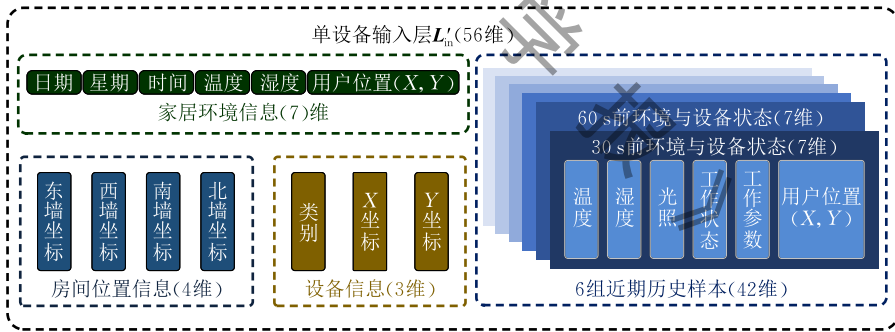 单设备输入层L′in(56维)
日期 星期 时间 温度 湿度 用户位置(X, Y)
家居环境信息(7)维
60 s前环境与设备状态(7维)
30 s前环境与设备状态(7维)
温度 湿度 光照 工作状态 工作参数 用户位置(X, Y)
6组近期历史样本(42维)
东墙坐标 西墙坐标 南墙坐标 北墙坐标
房间位置信息(4维)
类别 X坐标 Y坐标
设备信息(3维)
学报》